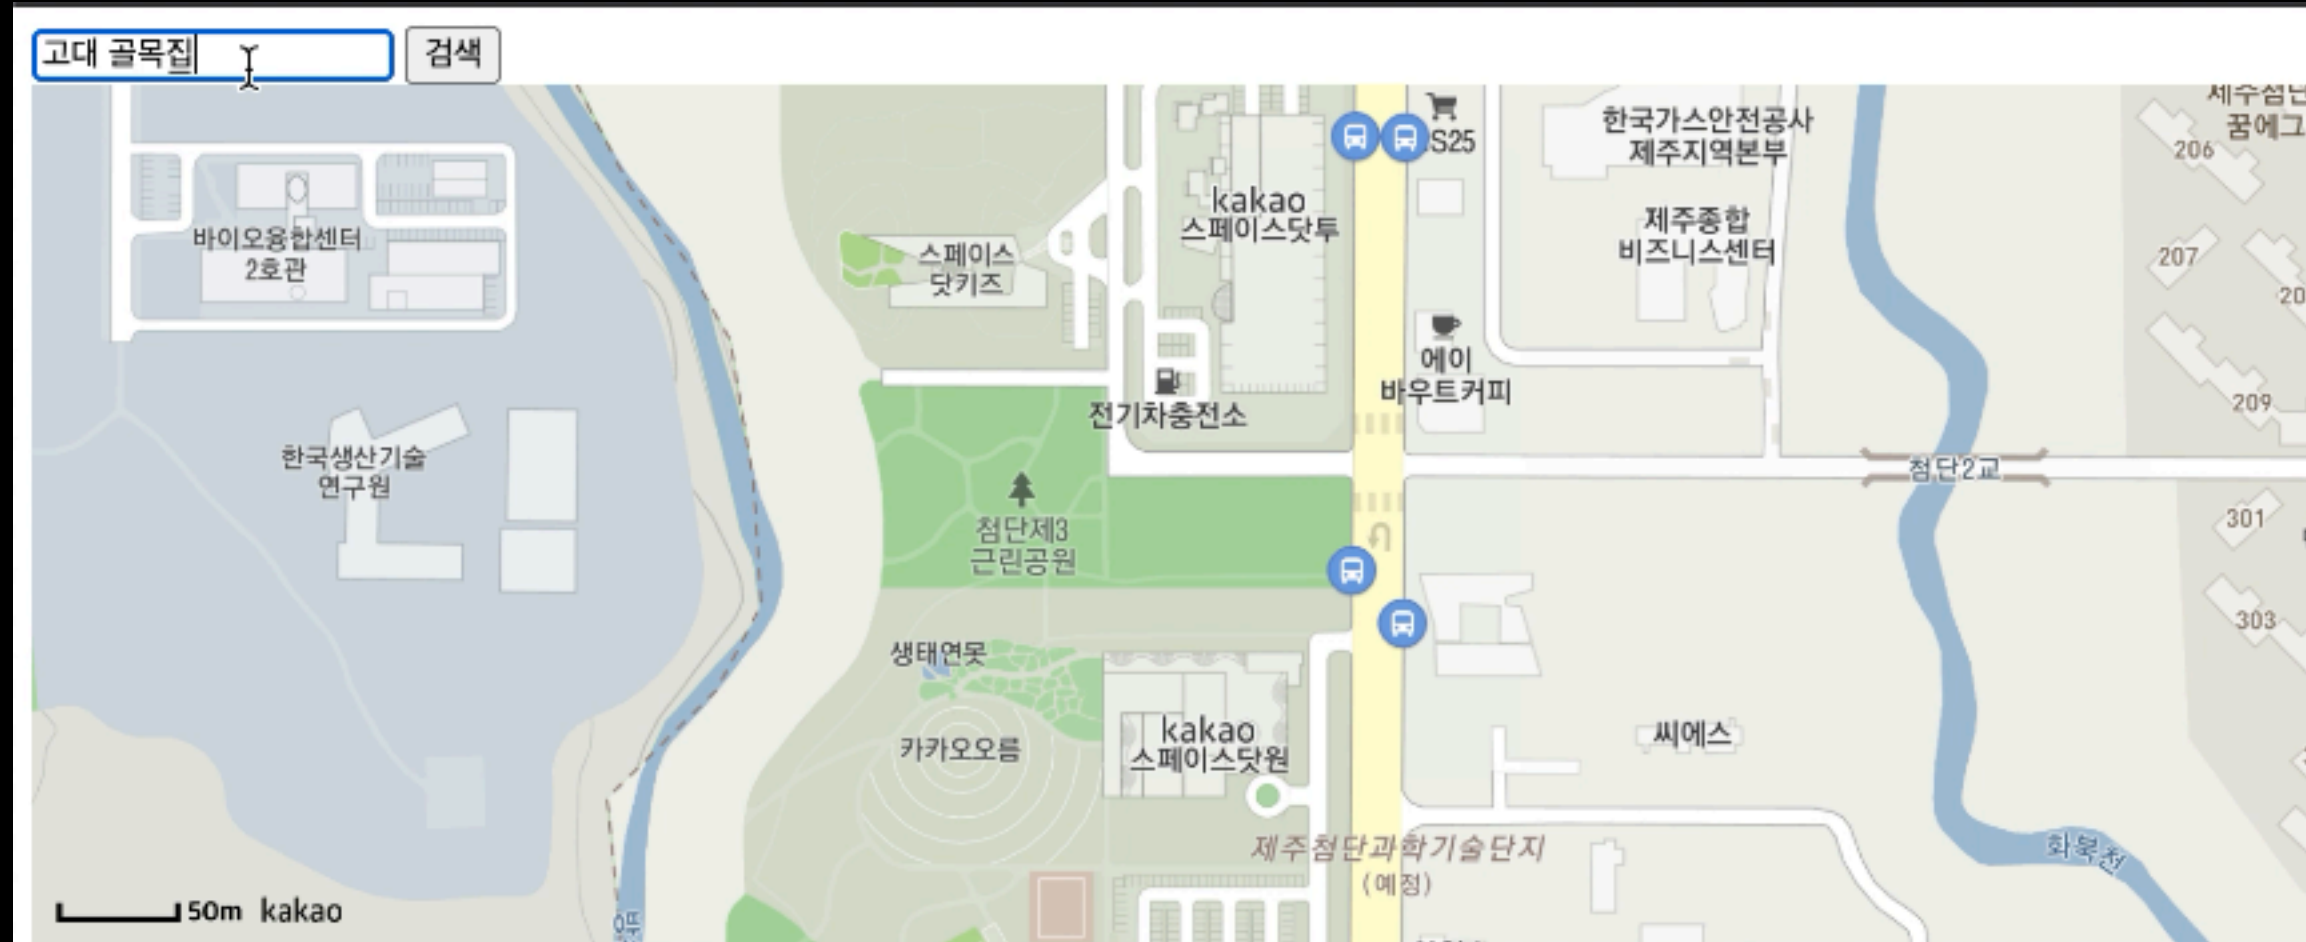 고대 골목집
검색
S25
한국가스안전공사
제주지역본부
206
kakao
스페이스닷투
제주종합
비즈니스센터
바이오융합센터
2호관
스페이스
닷키즈
207
에이
바우트커피
전기차충전소
209
한국생산기술
연구원
첨단2교
첨단제3
근린공원
301
303
생태연못
kakao
스페이스닷원
카카오오름
씨에스
제주첨단과학기술단지
(예정)
화북천
50m kakao